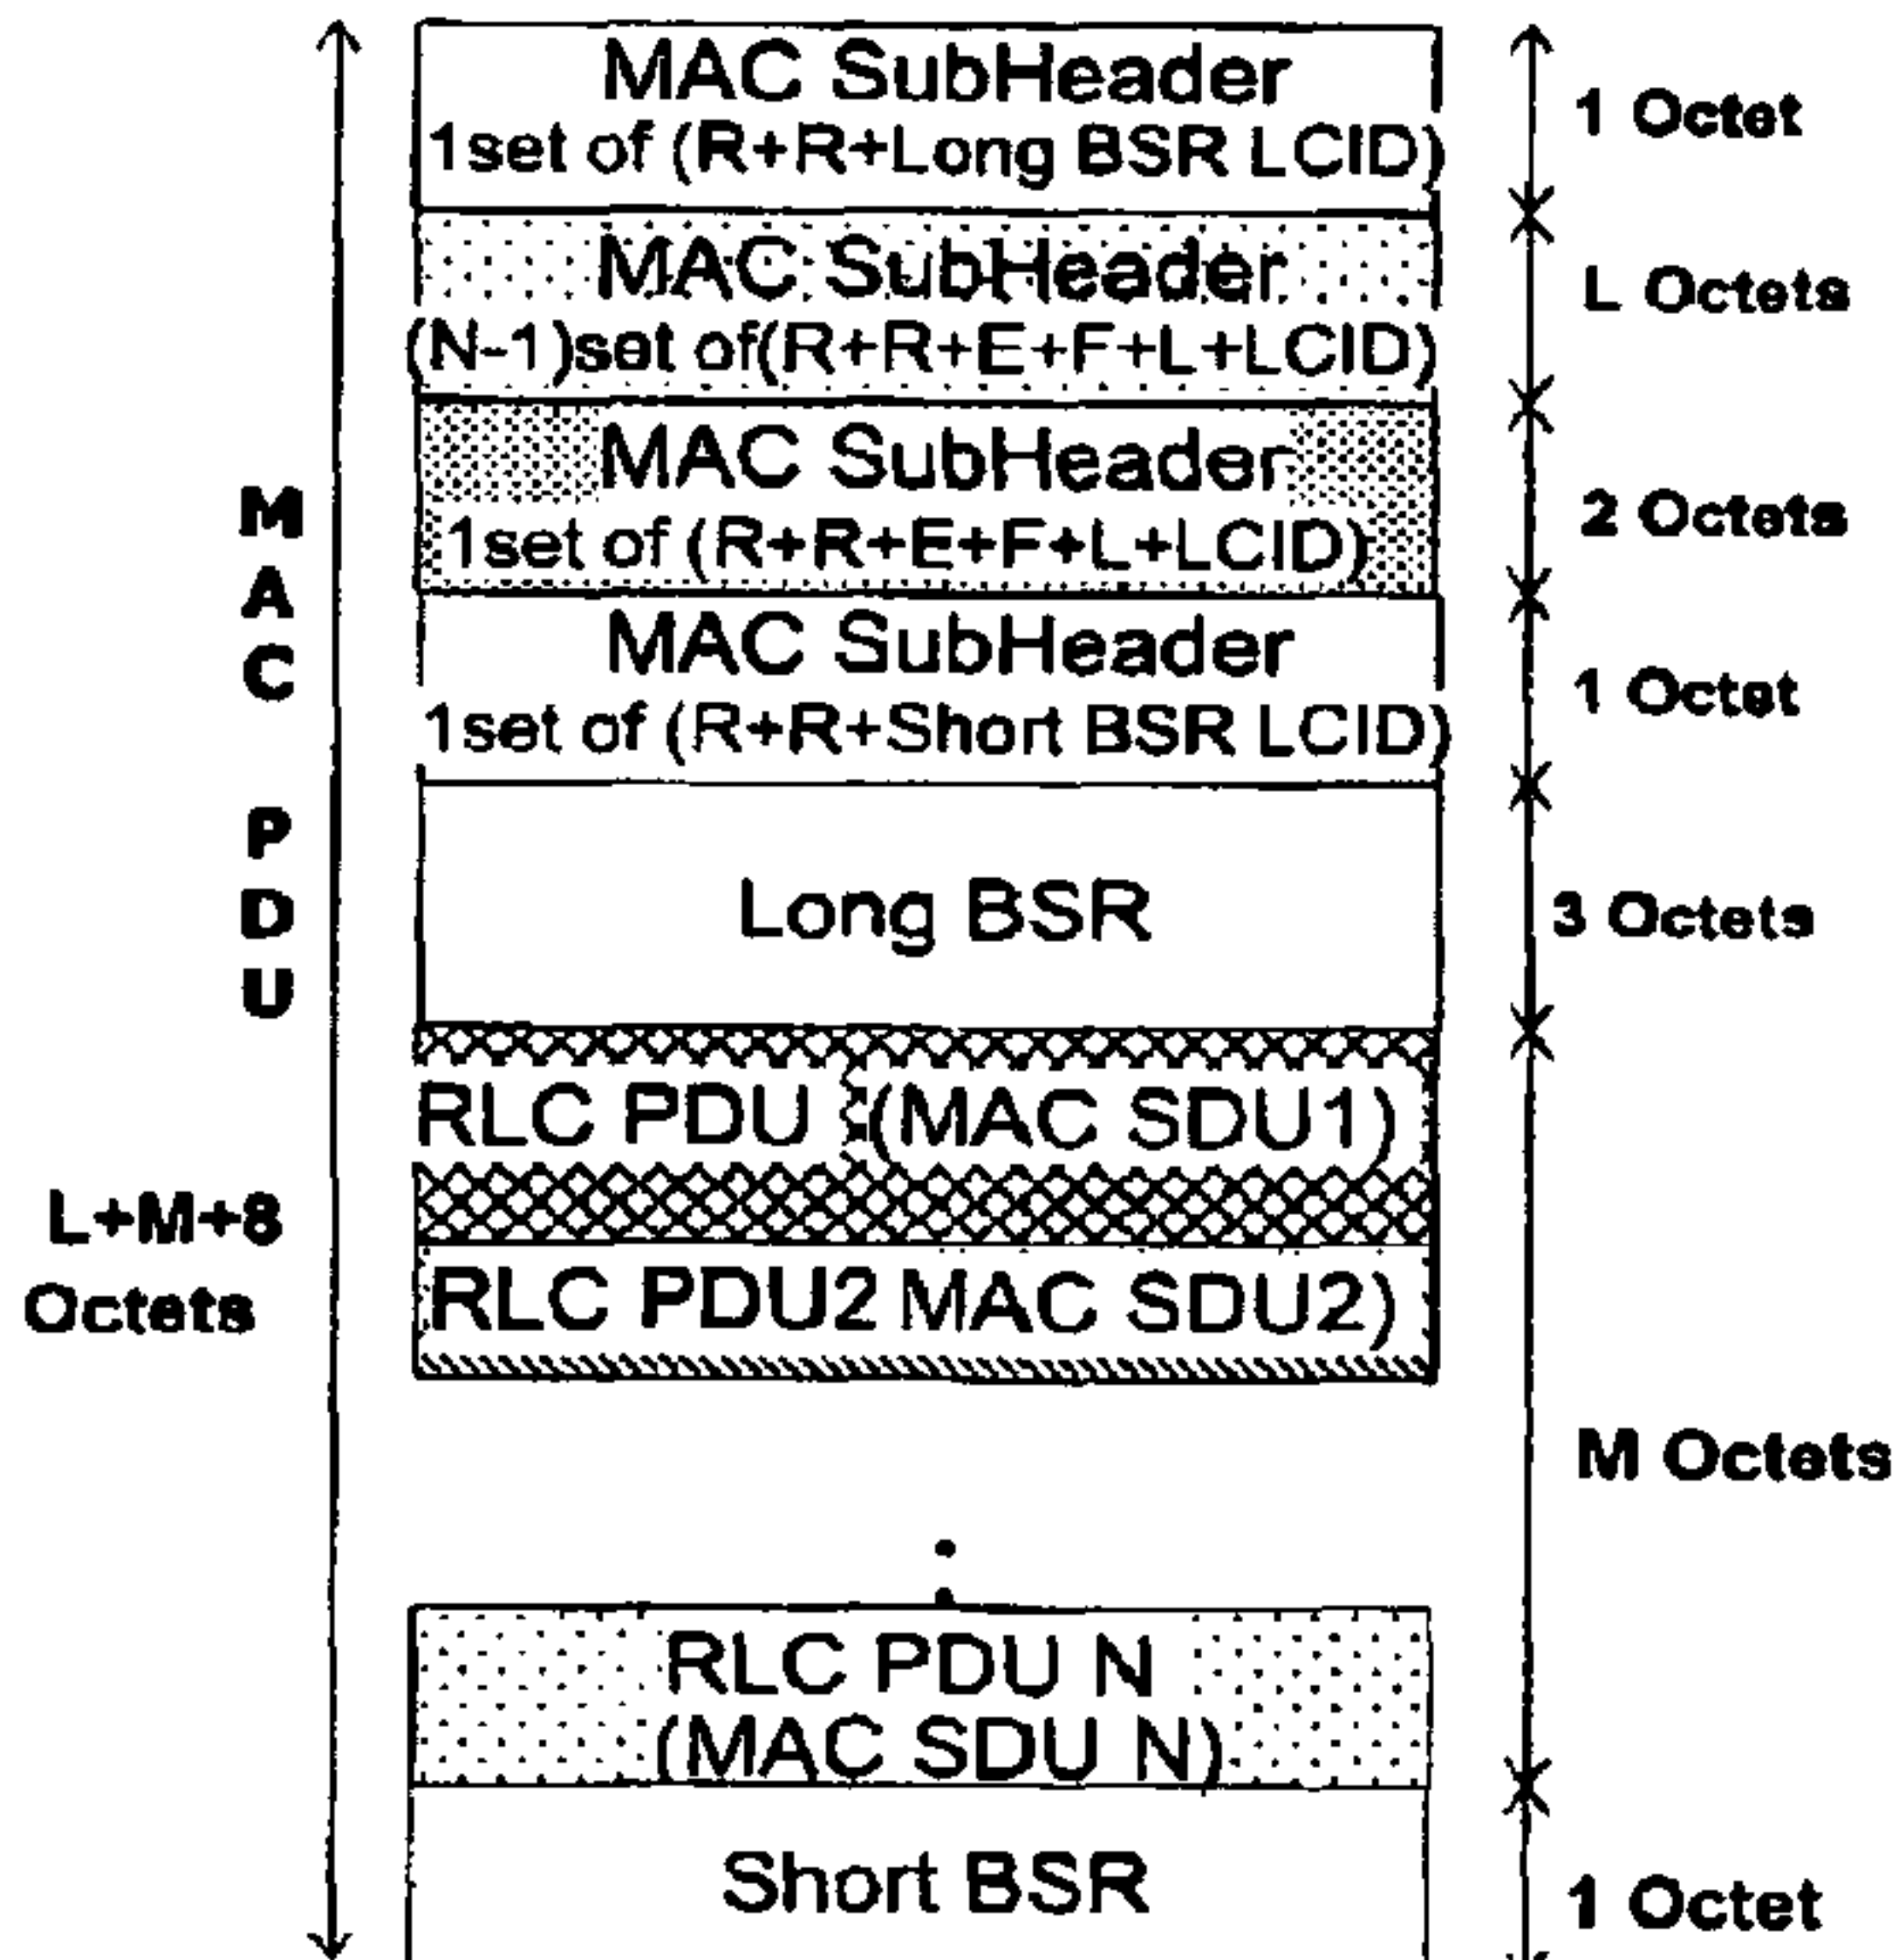 MAC SubHeader
1set of (R+R+Long BSR LCID)
1 Octet
MAC SubHeader
(N-1)set of(R+R+E+F+L+LCID)
L Octets
MAC SubHeader
1set of (R+R+E+F+L+LCID)
2 Octets
MAC SubHeader
1set of (R+R+Short BSR LCID)
1 Octet
MAC PDU
Long BSR
3 Octets
RLC PDU (MAC SDU1)
L+M+8
Octets
RLC PDU2 MAC SDU2)
M Octets
RLC PDU N
(MAC SDU N)
Short BSR
1 Octet